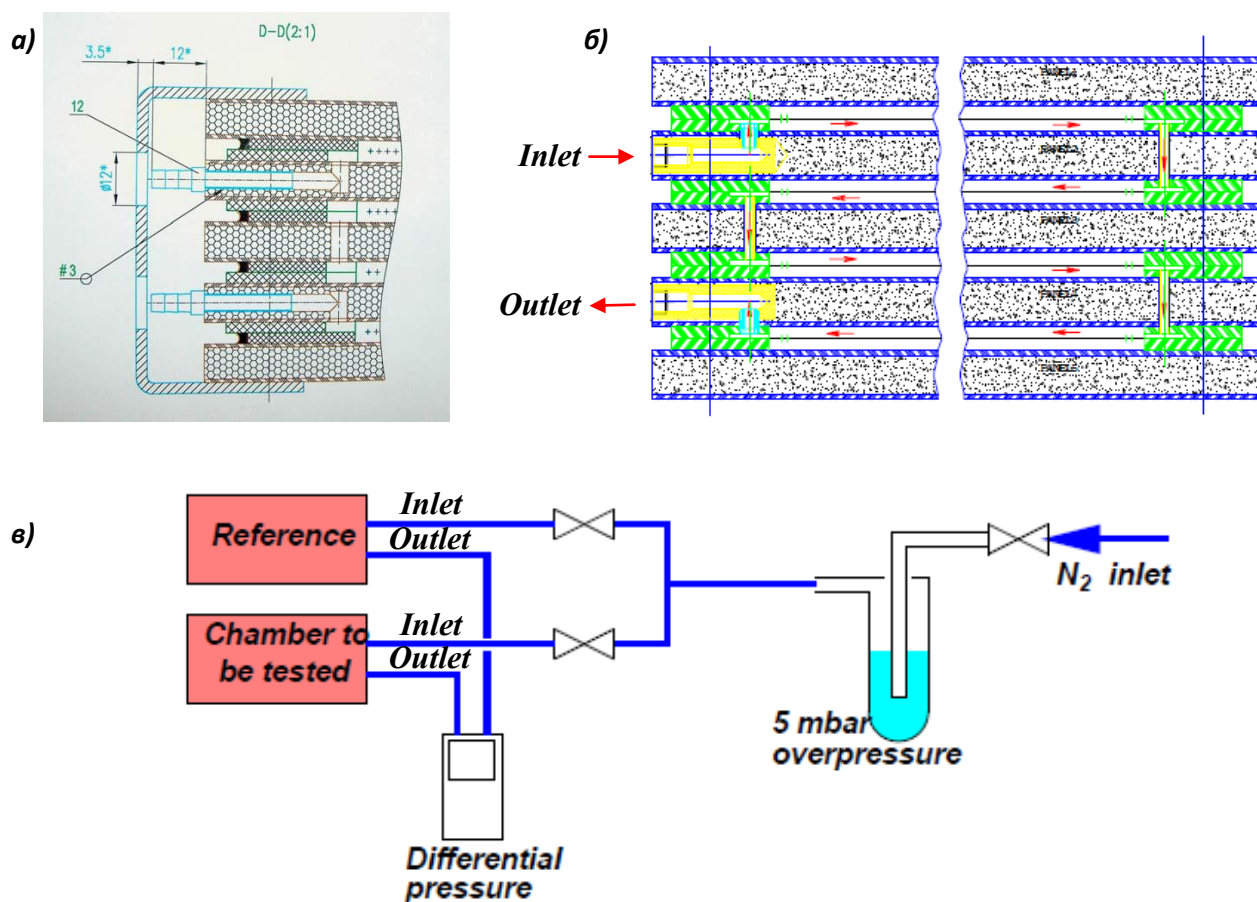 а)
D–D(2:1)
3.5*
12*
12
ø12*
#3
++++
++++
++
++
б)
Inlet
Outlet
в)
Reference
Inlet
Outlet
Chamber to
be tested
Inlet
Outlet
N2 inlet
5 mbar
overpressure
Differential
pressure